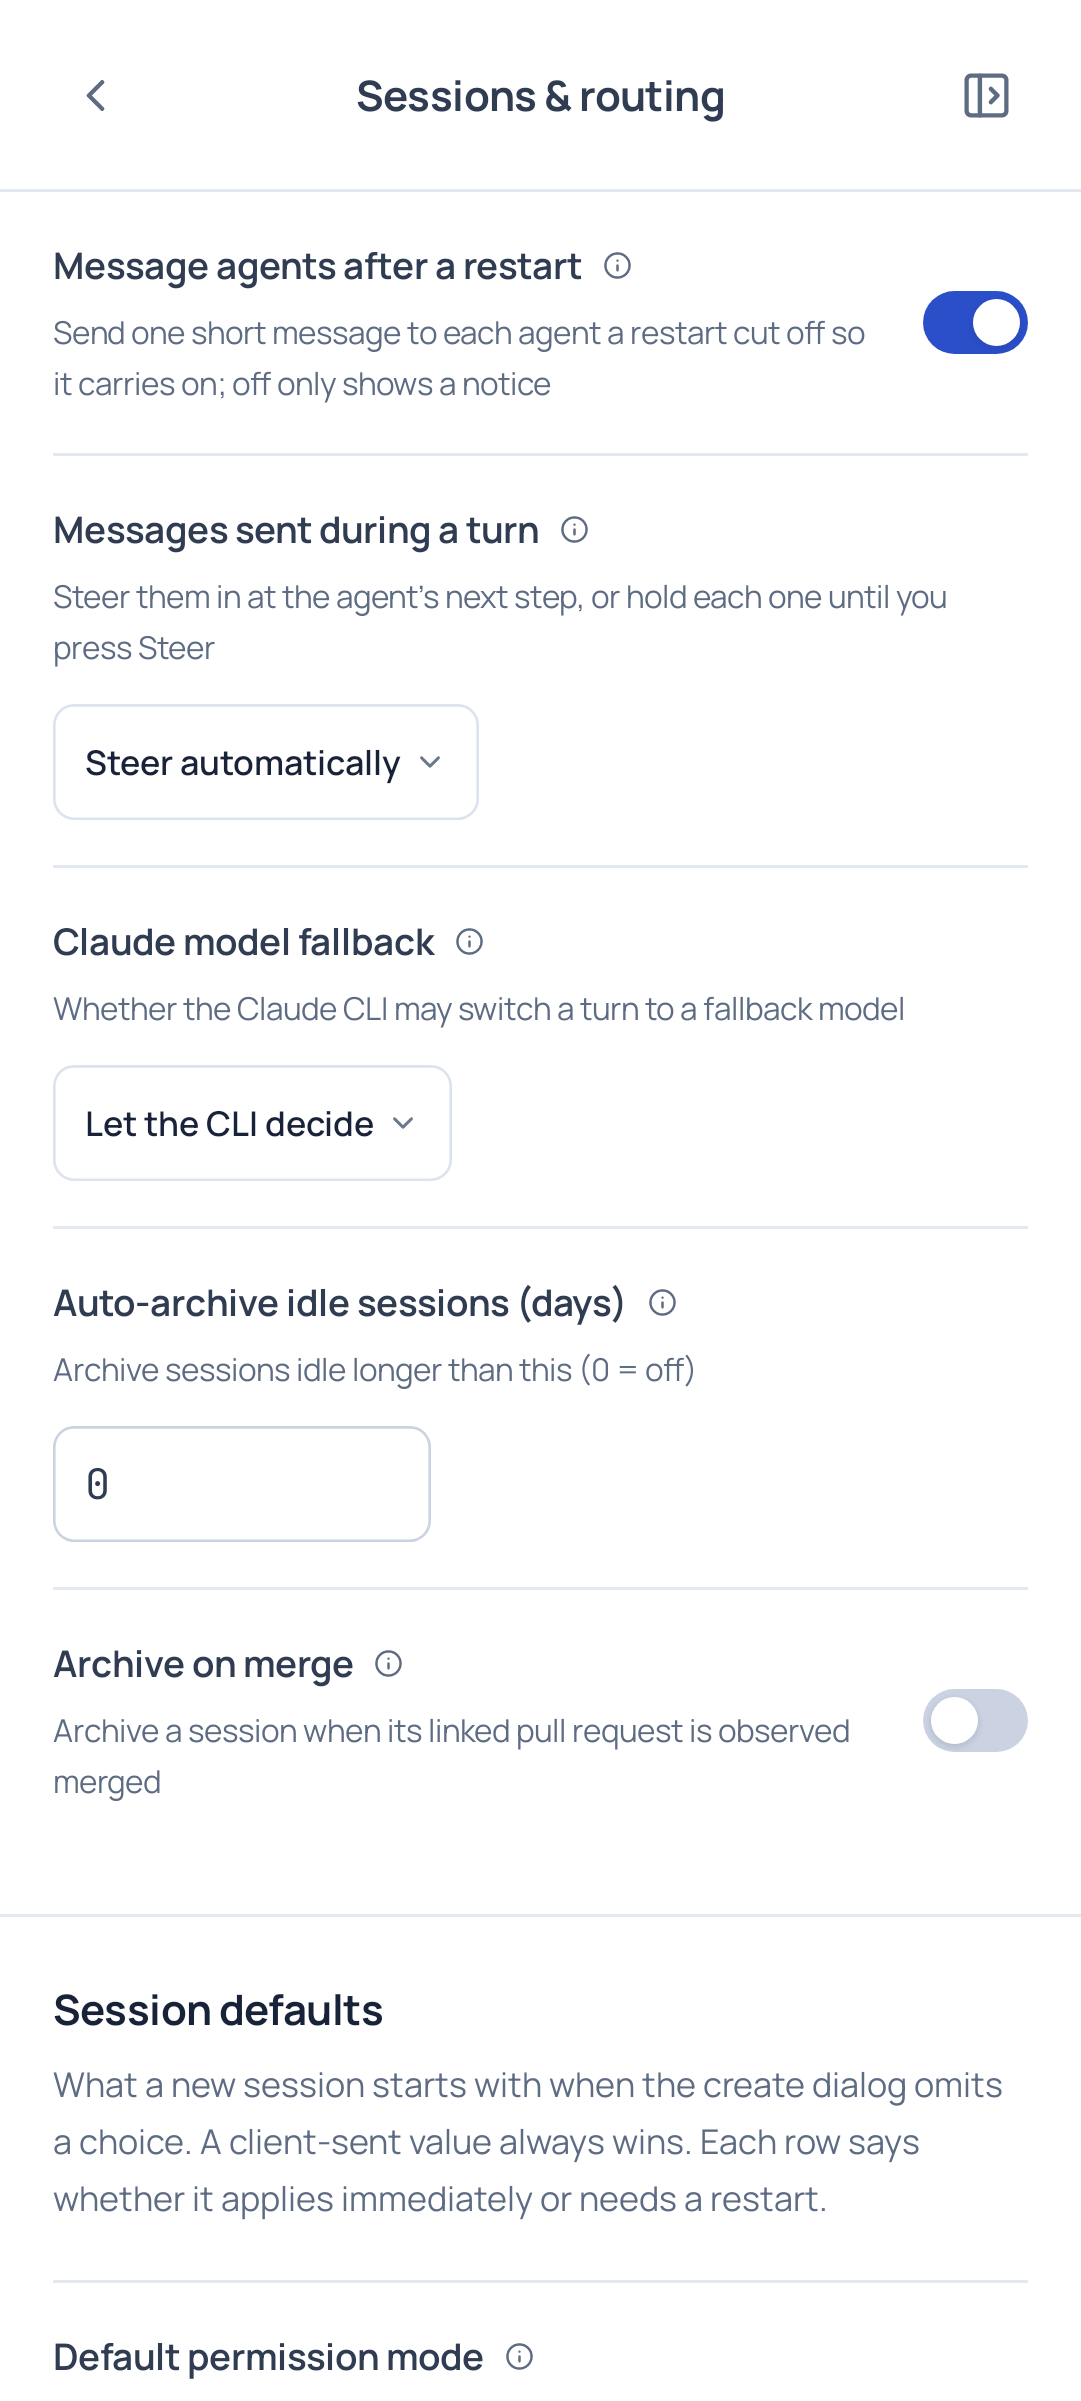 Sessions & routing
Message agents after a restart
Send one short message to each agent a restart cut off so
it carries on; off only shows a notice
Messages sent during a turn
Steer them in at the agent’s next step, or hold each one until you
press Steer
Steer automatically
Claude model fallback
Whether the Claude CLI may switch a turn to a fallback model
Let the CLI decide
Auto-archive idle sessions (days)
Archive sessions idle longer than this (0 = off)
0
Archive on merge
Archive a session when its linked pull request is observed
merged
Session defaults
What a new session starts with when the create dialog omits
a choice. A client-sent value always wins. Each row says
whether it applies immediately or needs a restart.
Default permission mode